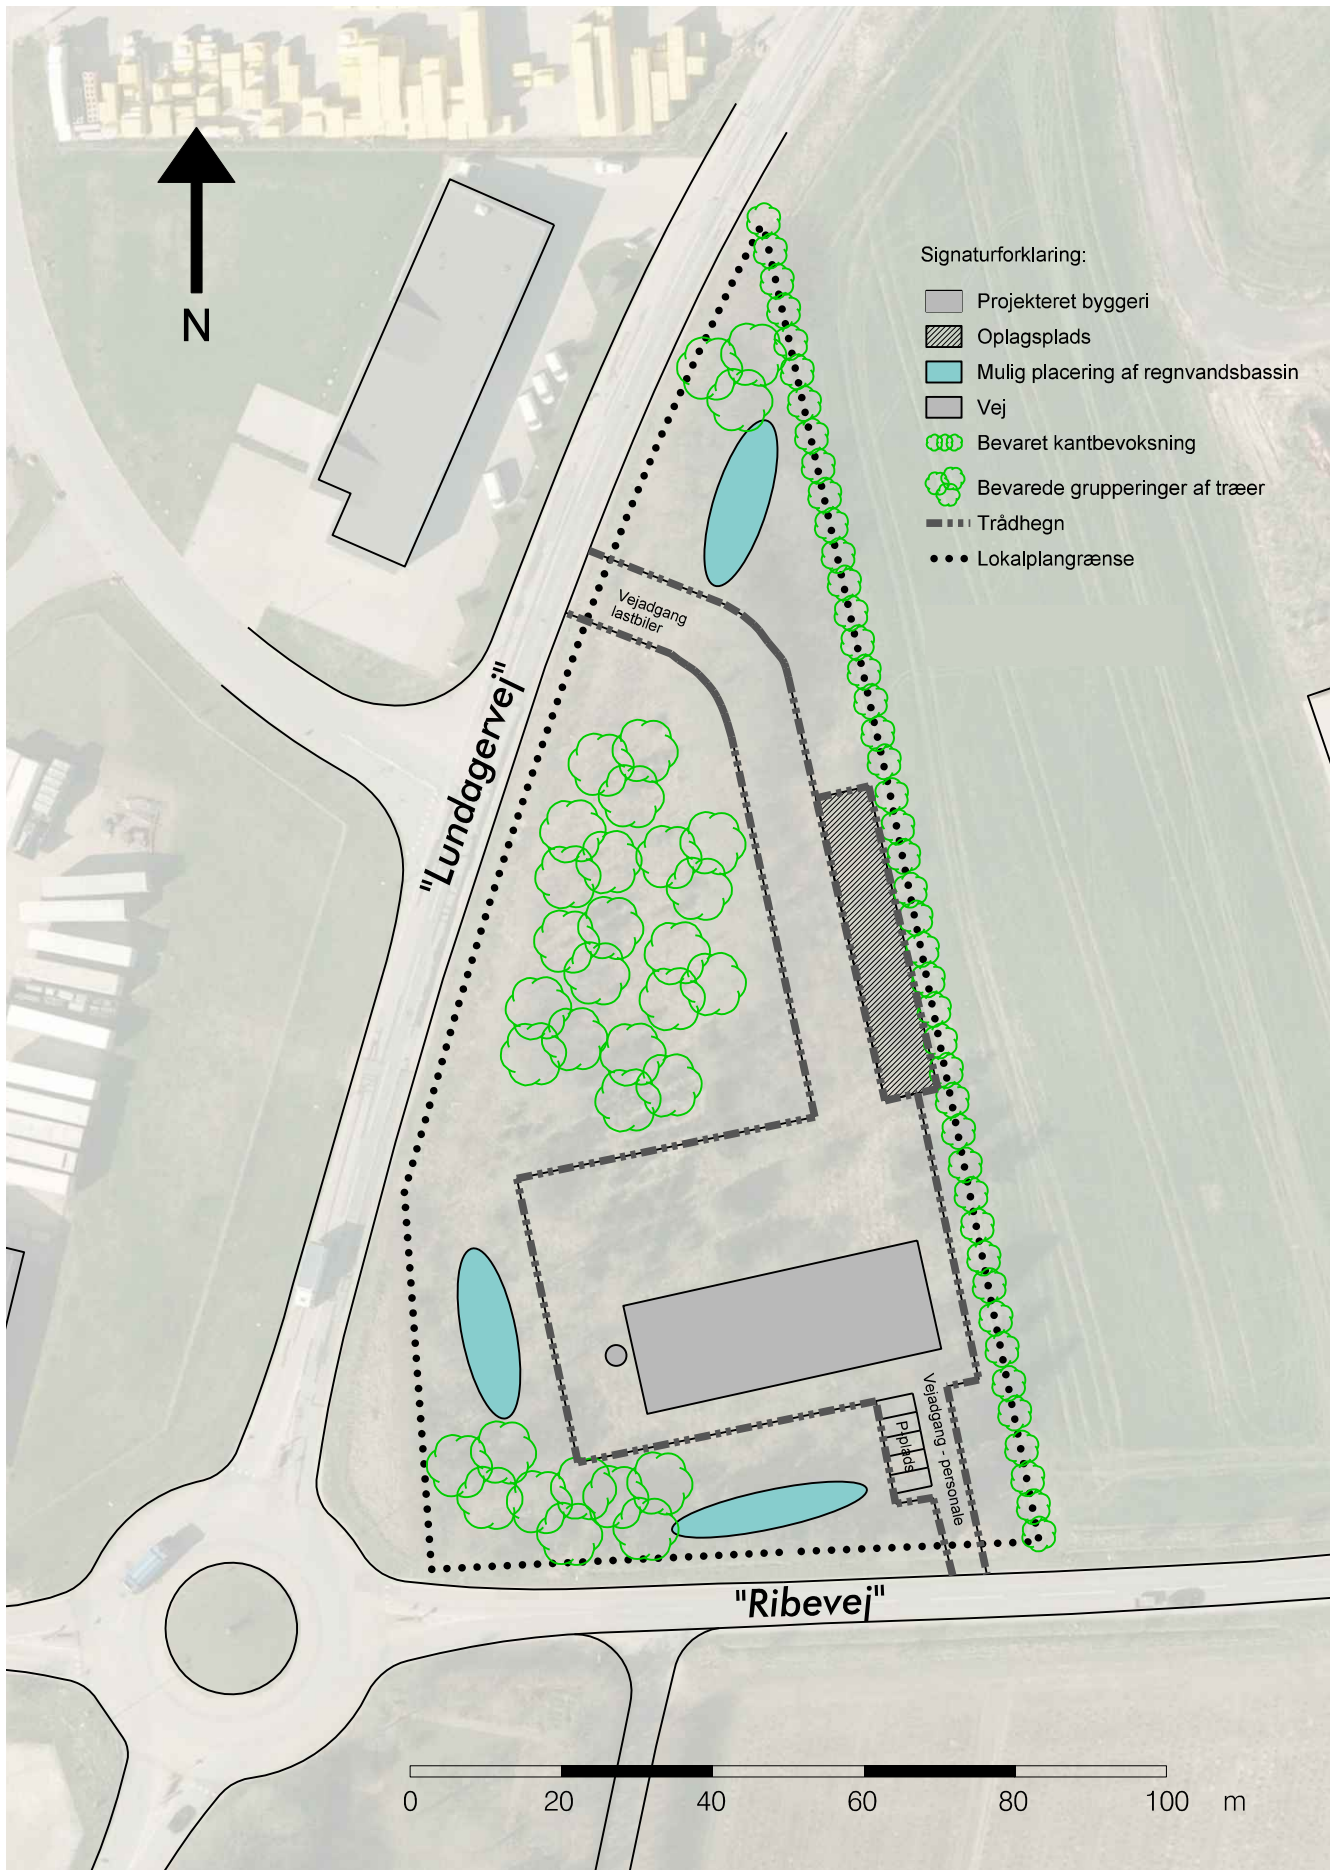 N
Signaturforklaring:
Projekteret byggeri
Oplagsplads
Mulig placering af regnvandsbassin
Vej
Bevaret kantbevoksning
Bevarede grupperinger af træer
Trådhegn
Lokalplangrænse
Vejadgang
lastbiler
"Lundagervej"
Vejadgang - personale
P-plads
"Ribevej"
0 20 40 60 80 100 m